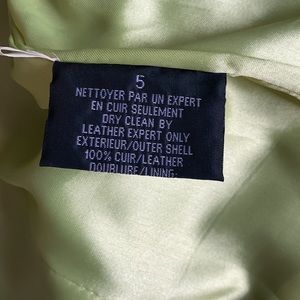 5
NETTOYER PAR UN EXPERT
EN CUIR SEULEMENT
DRY CLEAN BY
LEATHER EXPERT ONLY
EXTERIEUR/OUTER SHELL
100% CUIR/LEATHER
DOUBLURE/LINING: